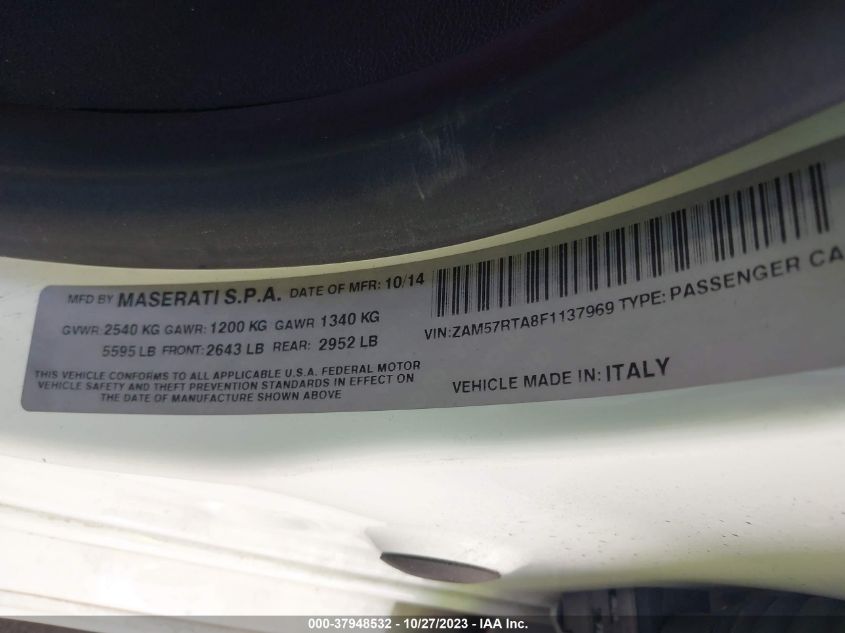 MFD BY MASERATI S.P.A. DATE OF MFR: 10/14
GVWR: 2540 KG GAWR: 1200 KG GAWR 1340 KG
5595 LB FRONT: 2643 LB REAR: 2952 LB
THIS VEHICLE CONFORMS TO ALL APPLICABLE U.S.A. FEDERAL MOTOR
VEHICLE SAFETY AND THEFT PREVENTION STANDARDS IN EFFECT ON
THE DATE OF MANUFACTURE SHOWN ABOVE
VIN: ZAM57RTA8F1137969 TYPE: PASSENGER CA
VEHICLE MADE IN: ITALY
000-37948532 - 10/27/2023 - IAA Inc.